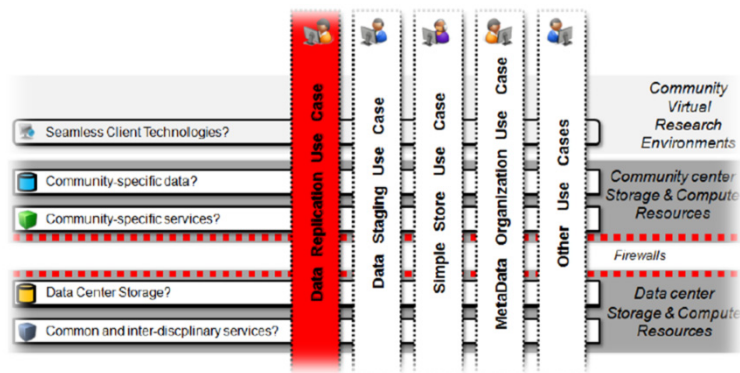 Data Replication Use Case
Data Staging Use Case
Simple Store Use Case
MetaData Organization Use Case
Other Use Cases
Seamless Client Technologies?
Community-specific data?
Community-specific services?
Data Center Storage?
Common and inter-discplinary services?
Community
Virtual
Research
Environments
Community center
Storage & Compute
Resources
Firewalls
Data center
Storage & Compute
Resources